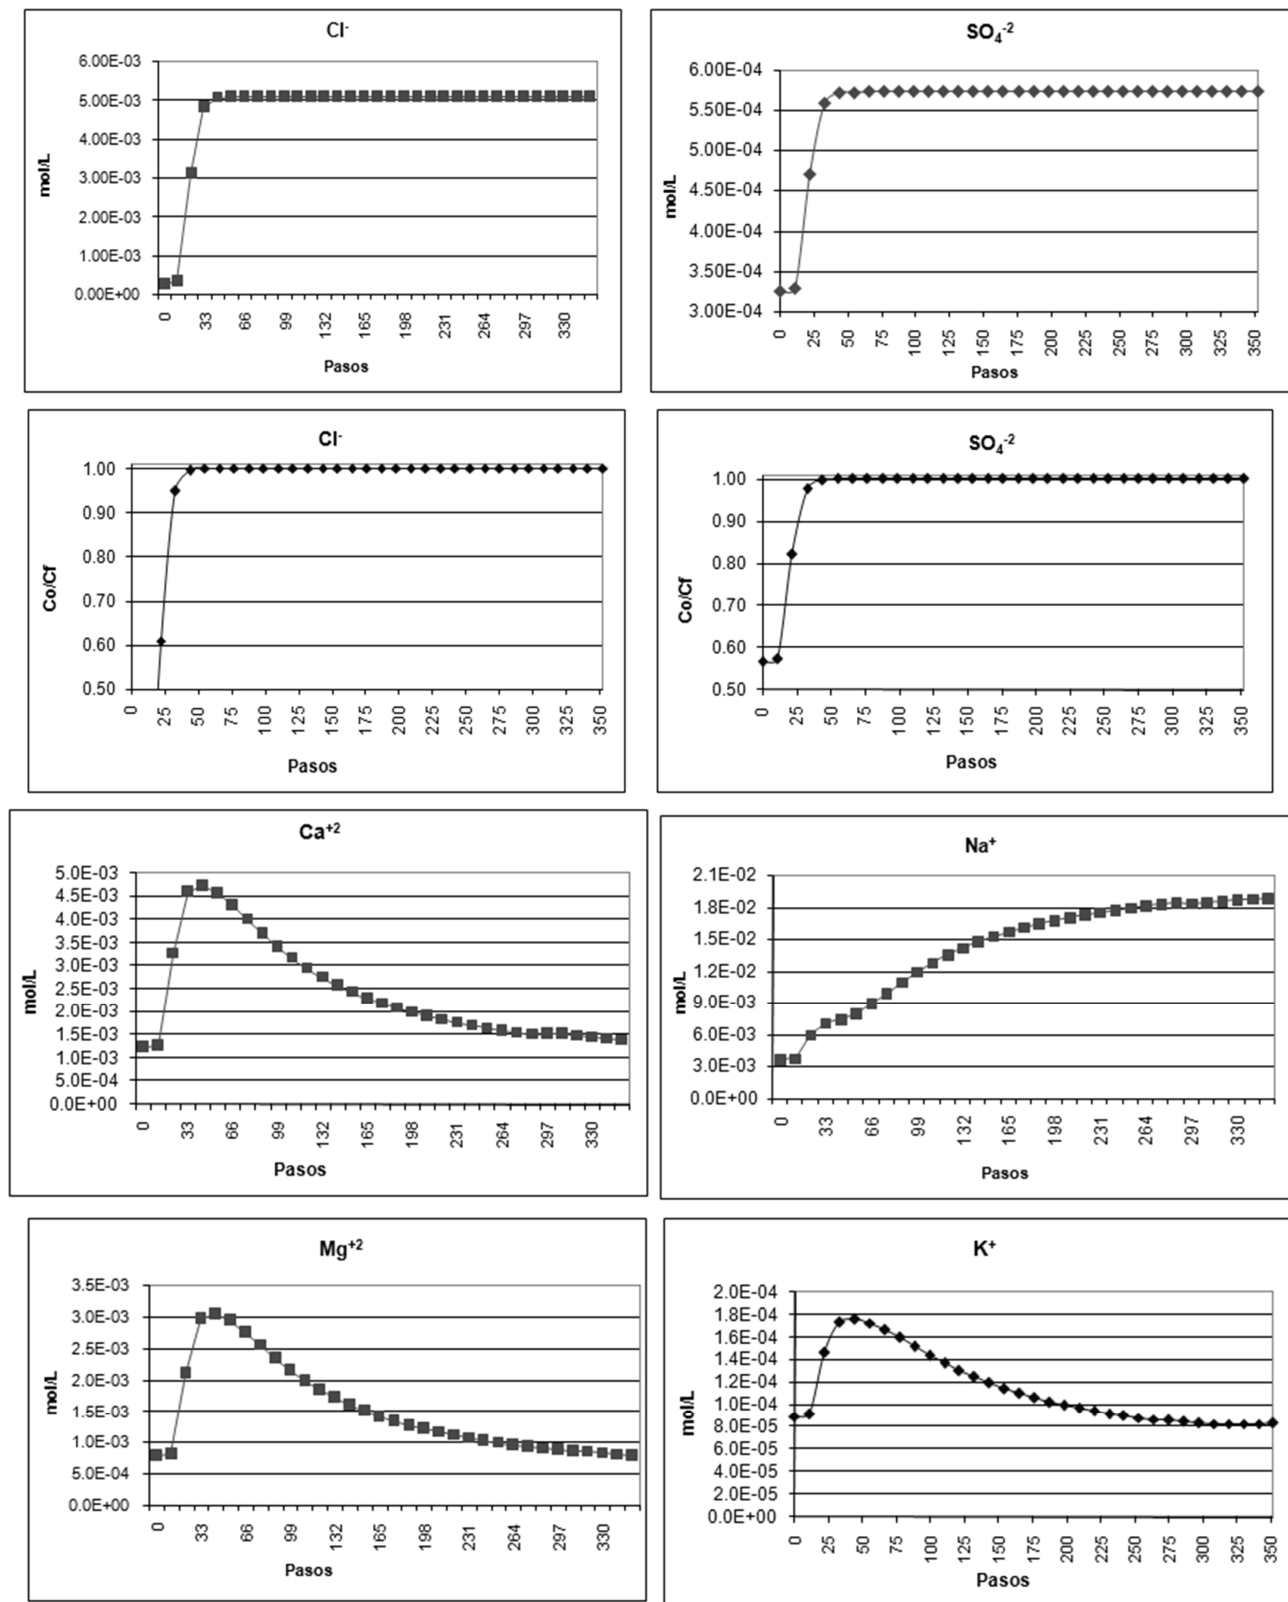 Cl-
6.00E-03
5.00E-03
4.00E-03
3.00E-03
2.00E-03
1.00E-03
0.00E+00
mol/L
0 33 66 99 132 165 198 231 264 297 330
Pasos
SO4-2
6.00E-04
5.50E-04
5.00E-04
4.50E-04
4.00E-04
3.50E-04
3.00E-04
mol/L
0 25 50 75 100 125 150 175 200 225 250 275 300 325 350
Pasos
Cl-
1.00
0.90
0.80
0.70
0.60
0.50
Co/Cf
0 25 50 75 100 125 150 175 200 225 250 275 300 325 350
Pasos
SO4-2
1.00
0.90
0.80
0.70
0.60
0.50
Co/Cf
0 25 50 75 100 125 150 175 200 225 250 275 300 325 350
Pasos
Ca+2
5.0E-03
4.5E-03
4.0E-03
3.5E-03
3.0E-03
2.5E-03
2.0E-03
1.5E-03
1.0E-03
5.0E-04
0.0E+00
mol/L
0 33 66 99 132 165 198 231 264 297 330
Pasos
Na+
2.1E-02
1.8E-02
1.5E-02
1.2E-02
9.0E-03
6.0E-03
3.0E-03
0.0E+00
mol/L
0 33 66 99 132 165 198 231 264 297 330
Pasos
Mg+2
3.5E-03
3.0E-03
2.5E-03
2.0E-03
1.5E-03
1.0E-03
5.0E-04
0.0E+00
mol/L
0 33 66 99 132 165 198 231 264 297 330
Pasos
K+
2.0E-04
1.8E-04
1.6E-04
1.4E-04
1.2E-04
1.0E-04
8.0E-05
6.0E-05
4.0E-05
2.0E-05
0.0E+00
mol/L
0 25 50 75 100 125 150 175 200 225 250 275 300 325 350
Pasos